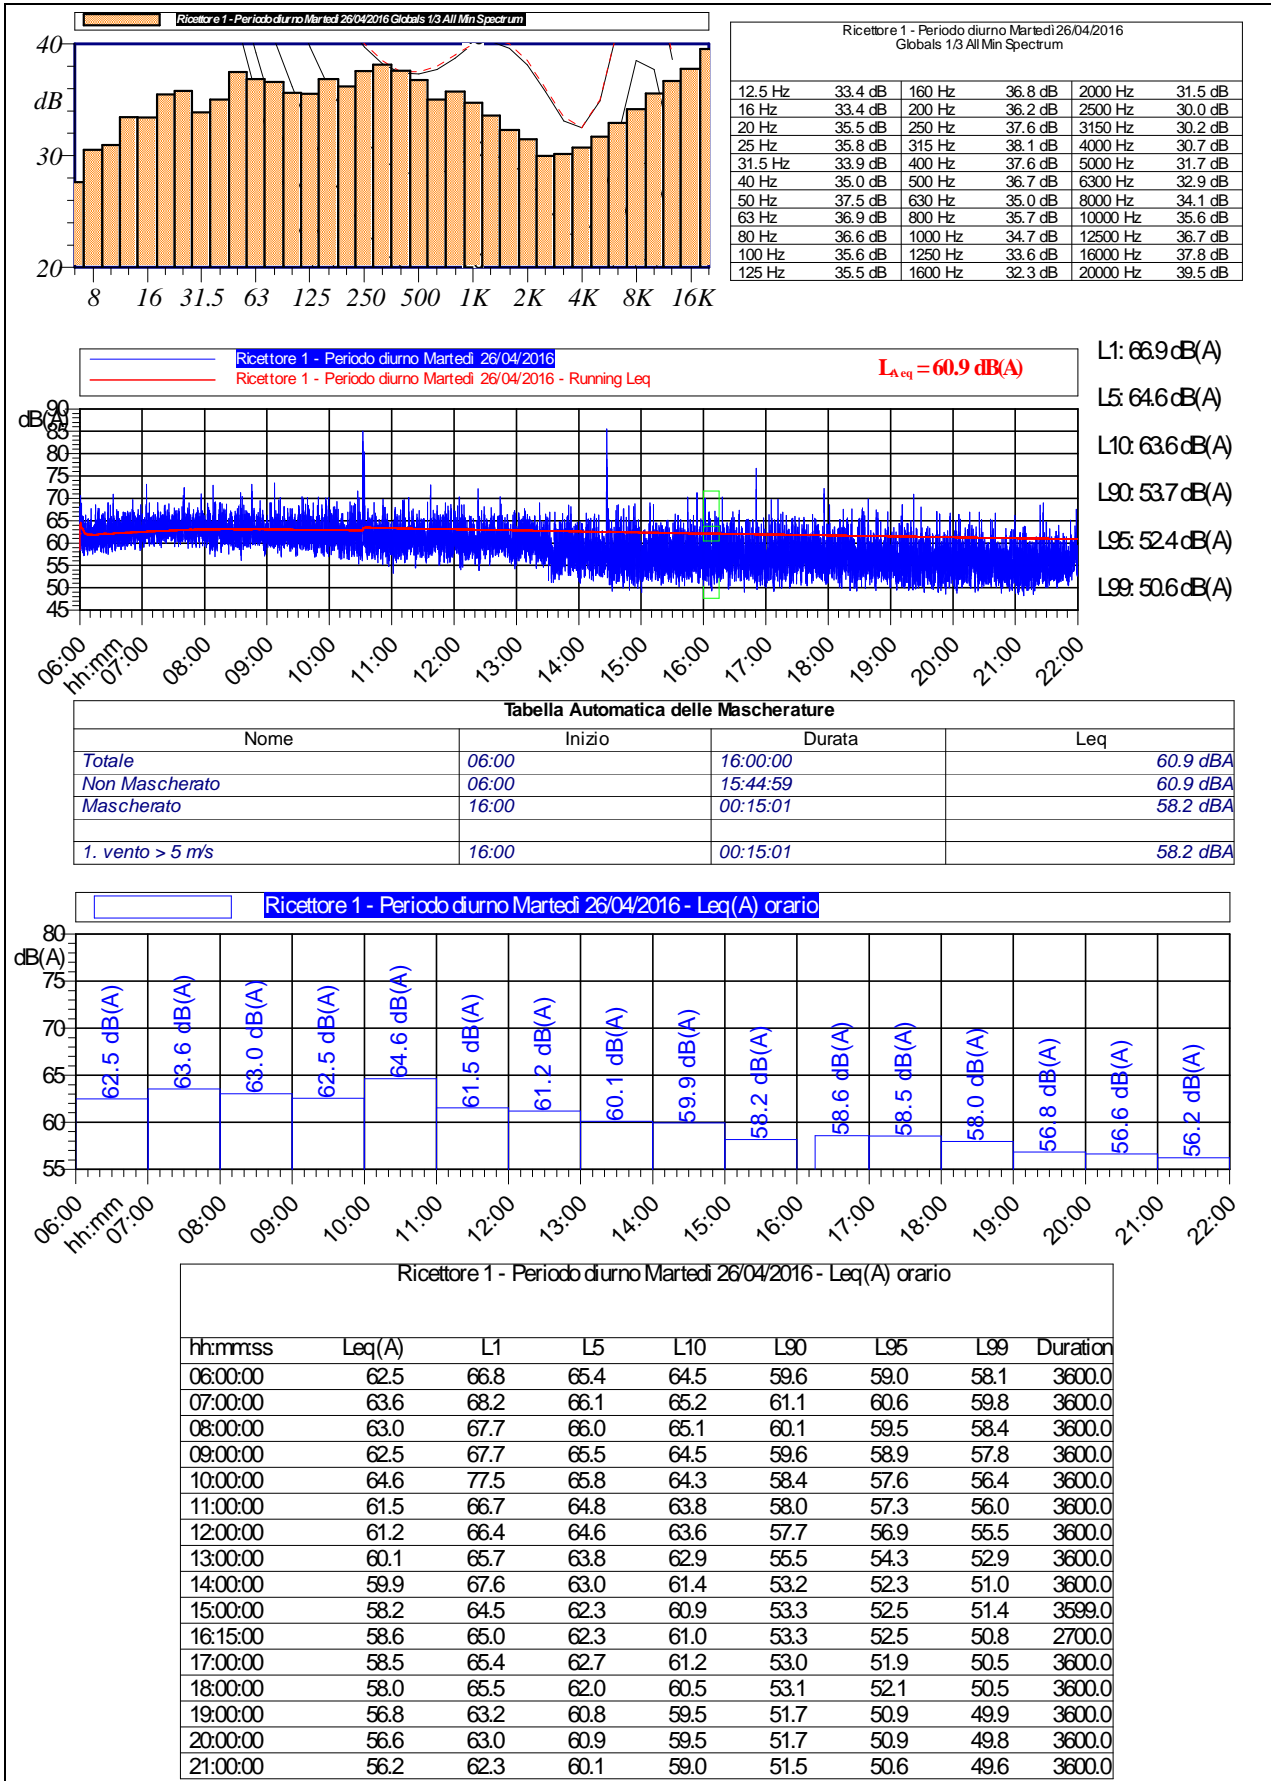 Ricettore 1 - Periodo diurno Martedì 26/04/2016 Globals 1/3 All Min Spectrum
40
dB
30
20
8 16 31.5 63 125 250 500 1K 2K 4K 8K 16K
Ricettore 1 - Periodo diurno Martedì 26/04/2016
Globals 1/3 All Min Spectrum
12.5 Hz 33.4 dB 160 Hz 36.8 dB 2000 Hz 31.5 dB
16 Hz 33.4 dB 200 Hz 36.2 dB 2500 Hz 30.0 dB
20 Hz 35.5 dB 250 Hz 37.6 dB 3150 Hz 30.2 dB
25 Hz 35.8 dB 315 Hz 38.1 dB 4000 Hz 30.7 dB
31.5 Hz 33.9 dB 400 Hz 37.6 dB 5000 Hz 31.7 dB
40 Hz 35.0 dB 500 Hz 36.7 dB 6300 Hz 32.9 dB
50 Hz 37.5 dB 630 Hz 35.0 dB 8000 Hz 34.1 dB
63 Hz 36.9 dB 800 Hz 35.7 dB 10000 Hz 35.6 dB
80 Hz 36.6 dB 1000 Hz 34.7 dB 12500 Hz 36.7 dB
100 Hz 35.6 dB 1250 Hz 33.6 dB 16000 Hz 37.8 dB
125 Hz 35.5 dB 1600 Hz 32.3 dB 20000 Hz 39.5 dB
Ricettore 1 - Periodo diurno Martedì 26/04/2016
Ricettore 1 - Periodo diurno Martedì 26/04/2016 - Running Leq
LA eq = 60.9 dB(A)
L1: 66.9 dB(A)
L5: 64.6 dB(A)
L10: 63.6 dB(A)
L90: 53.7 dB(A)
L95: 52.4 dB(A)
L99: 50.6 dB(A)
dB(A)
90
85
80
75
70
65
60
55
50
45
06:00 hh:mm 07:00 08:00 09:00 10:00 11:00 12:00 13:00 14:00 15:00 16:00 17:00 18:00 19:00 20:00 21:00 22:00
Tabella Automatica delle Mascherature
Nome Inizio Durata Leq
Totale 06:00 16:00:00 60.9 dBA
Non Mascherato 06:00 15:44:59 60.9 dBA
Mascherato 16:00 00:15:01 58.2 dBA
1. vento > 5 m/s 16:00 00:15:01 58.2 dBA
Ricettore 1 - Periodo diurno Martedì 26/04/2016 - Leq(A) orario
dB(A)
80
75
70
65
60
55
62.5 dB(A) 63.6 dB(A) 63.0 dB(A) 62.5 dB(A) 64.6 dB(A) 61.5 dB(A) 61.2 dB(A) 60.1 dB(A) 59.9 dB(A) 58.2 dB(A) 58.6 dB(A) 58.5 dB(A) 58.0 dB(A) 56.8 dB(A) 56.6 dB(A) 56.2 dB(A)
06:00 hh:mm 07:00 08:00 09:00 10:00 11:00 12:00 13:00 14:00 15:00 16:00 17:00 18:00 19:00 20:00 21:00 22:00
Ricettore 1 - Periodo diurno Martedì 26/04/2016 - Leq(A) orario
hh:mm:ss Leq(A) L1 L5 L10 L90 L95 L99 Duration
06:00:00 62.5 66.8 65.4 64.5 59.6 59.0 58.1 3600.0
07:00:00 63.6 68.2 66.1 65.2 61.1 60.6 59.8 3600.0
08:00:00 63.0 67.7 66.0 65.1 60.1 59.5 58.4 3600.0
09:00:00 62.5 67.7 65.5 64.5 59.6 58.9 57.8 3600.0
10:00:00 64.6 77.5 65.8 64.3 58.4 57.6 56.4 3600.0
11:00:00 61.5 66.7 64.8 63.8 58.0 57.3 56.0 3600.0
12:00:00 61.2 66.4 64.6 63.6 57.7 56.9 55.5 3600.0
13:00:00 60.1 65.7 63.8 62.9 55.5 54.3 52.9 3600.0
14:00:00 59.9 67.6 63.0 61.4 53.2 52.3 51.0 3600.0
15:00:00 58.2 64.5 62.3 60.9 53.3 52.5 51.4 3599.0
16:15:00 58.6 65.0 62.3 61.0 53.3 52.5 50.8 2700.0
17:00:00 58.5 65.4 62.7 61.2 53.0 51.9 50.5 3600.0
18:00:00 58.0 65.5 62.0 60.5 53.1 52.1 50.5 3600.0
19:00:00 56.8 63.2 60.8 59.5 51.7 50.9 49.9 3600.0
20:00:00 56.6 63.0 60.9 59.5 51.7 50.9 49.8 3600.0
21:00:00 56.2 62.3 60.1 59.0 51.5 50.6 49.6 3600.0